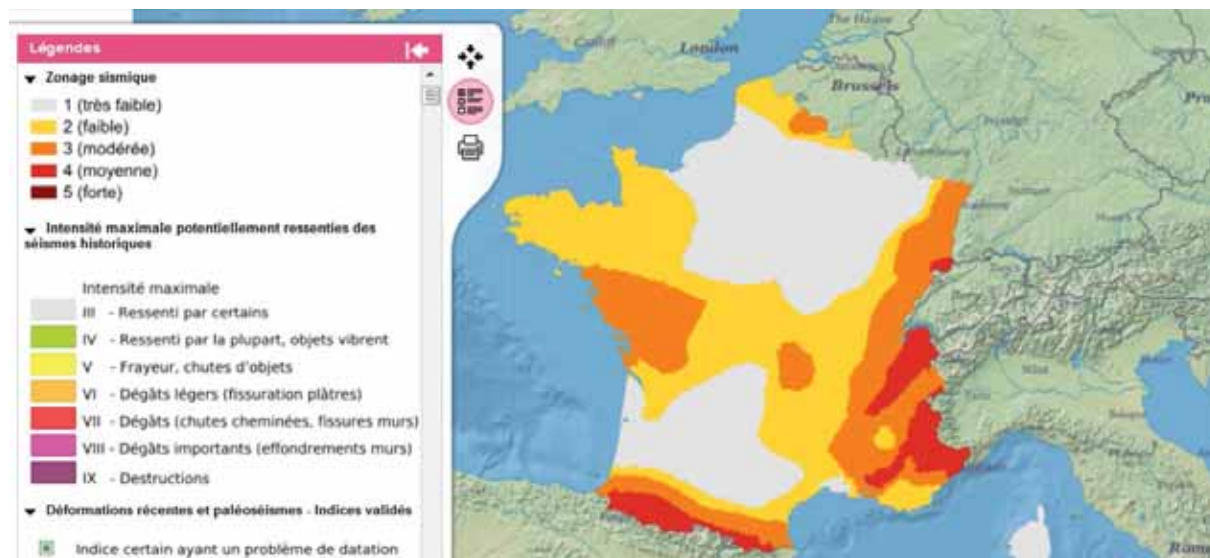 Légendes
Zonage sismique
1 (très faible)
2 (faible)
3 (modérée)
4 (moyenne)
5 (forte)
Intensité maximale potentiellement ressenties des
séismes historiques
Intensité maximale
III - Ressenti par certains
IV - Ressenti par la plupart, objets vibrent
V - Frayeur, chutes d'objets
VI - Dégâts légers (fissuration plâtres)
VII - Dégâts (chutes cheminées, fissures murs)
VIII - Dégâts importants (effondrements murs)
IX - Destructions
Déformations récentes et paléoséismes - Indices validés
Indice certain ayant un problème de datation
London
The Hague
Brussels